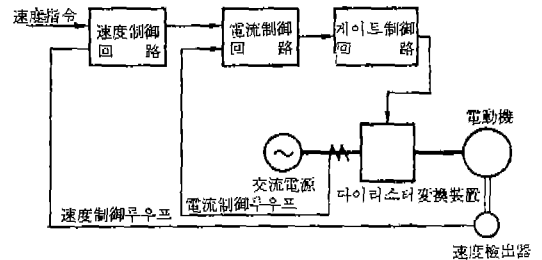 速度指令
速度制御
回 路
電流制御
回 路
게이트制御
回 路
電動機
交流電源
다이리스터変換装置
電流制御루우프
速度制御루우프
速度検出器